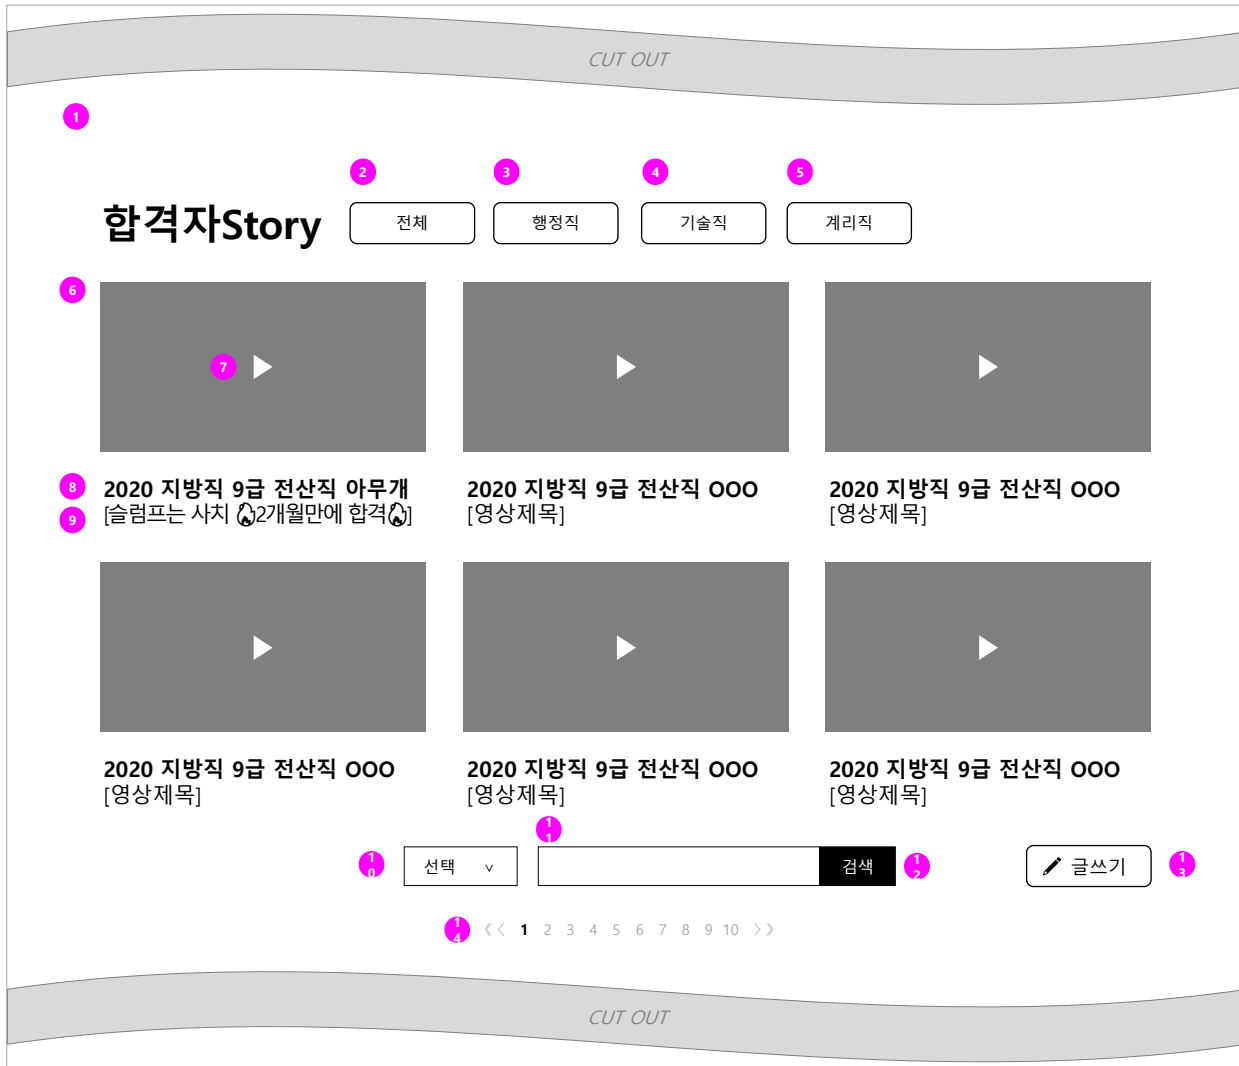 CUT OUT
1
2 3 4 5
합격자Story 전체 행정직 기술직 계리직
6
7
8 2020 지방직 9급 전산직 아무개 2020 지방직 9급 전산직 OOO 2020 지방직 9급 전산직 OOO
9 [슬럼프는 사치 🔥2개월만에 합격🔥] [영상제목] [영상제목]
2020 지방직 9급 전산직 OOO 2020 지방직 9급 전산직 OOO 2020 지방직 9급 전산직 OOO
[영상제목] [영상제목] [영상제목]
11
10 선택 ∨ 검색 12 글쓰기 13
14 《〈 1 2 3 4 5 6 7 8 9 10 〉》
CUT OUT